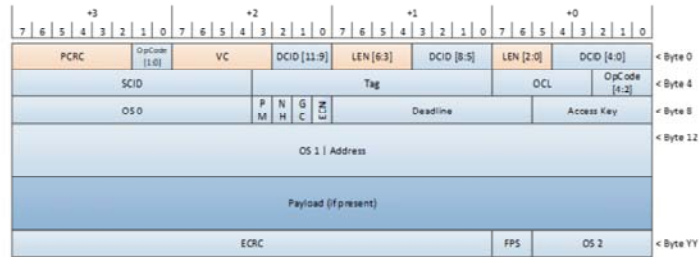 +3 +2 +1 +0
7 6 5 4 3 2 1 0 7 6 5 4 3 2 1 0 7 6 5 4 3 2 1 0 7 6 5 4 3 2 1 0
PCRC OpCode [1:0] VC DCID [11:9] LEN [6:3] DCID [8:5] LEN [2:0] DCID [4:0] < Byte 0
SCID Tag OCL OpCode [4:2] < Byte 4
OS 0 PM NH GC ECN Deadline Access Key < Byte 8
< Byte 12
OS 1 | Address
Payload (if present)
ECRC FPS OS 2 < Byte YY